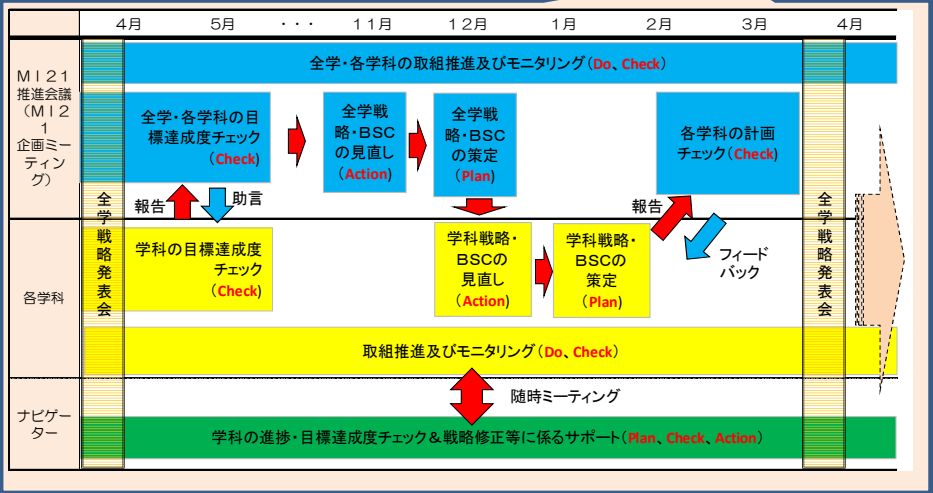 4月
5月
・・・
11月
12月
1月
2月
3月
4月
MI21
推進会議
(MI2
1
企画ミー
ティン
グ)
全学・各学科の取組推進及びモニタリング(Do、Check)
全学・各学科の目
標達成度チェック
(Check)
全学戦
略・BSC
の見直し
(Action)
全学戦
略・BSC
の策定
(Plan)
各学科の計画
チェック(Check)
報告
助言
報告
フィード
バック
全学戦略発表会
全学戦略発表会
各学科
学科の目標達成度
チェック
(Check)
学科戦略・
BSCの
見直し
(Action)
学科戦略・
BSCの
策定
(Plan)
取組推進及びモニタリング(Do、Check)
随時ミーティング
ナビゲー
ター
学科の進捗・目標達成度チェック&戦略修正等に係るサポート(Plan、Check、Action)